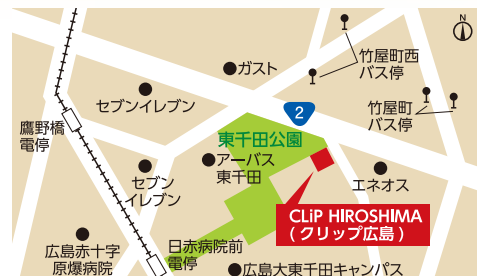 N
ガスト
竹屋町西
バス停
セブンイレブン
竹屋町
バス停
2
鷹野橋
電停
東千田公園
アーバス
東千田
セブン
イレブン
エネオス
CLiP HIROSHIMA
(クリップ広島)
広島赤十字
原爆病院
日赤病院前
電停
広島大東千田キャンパス